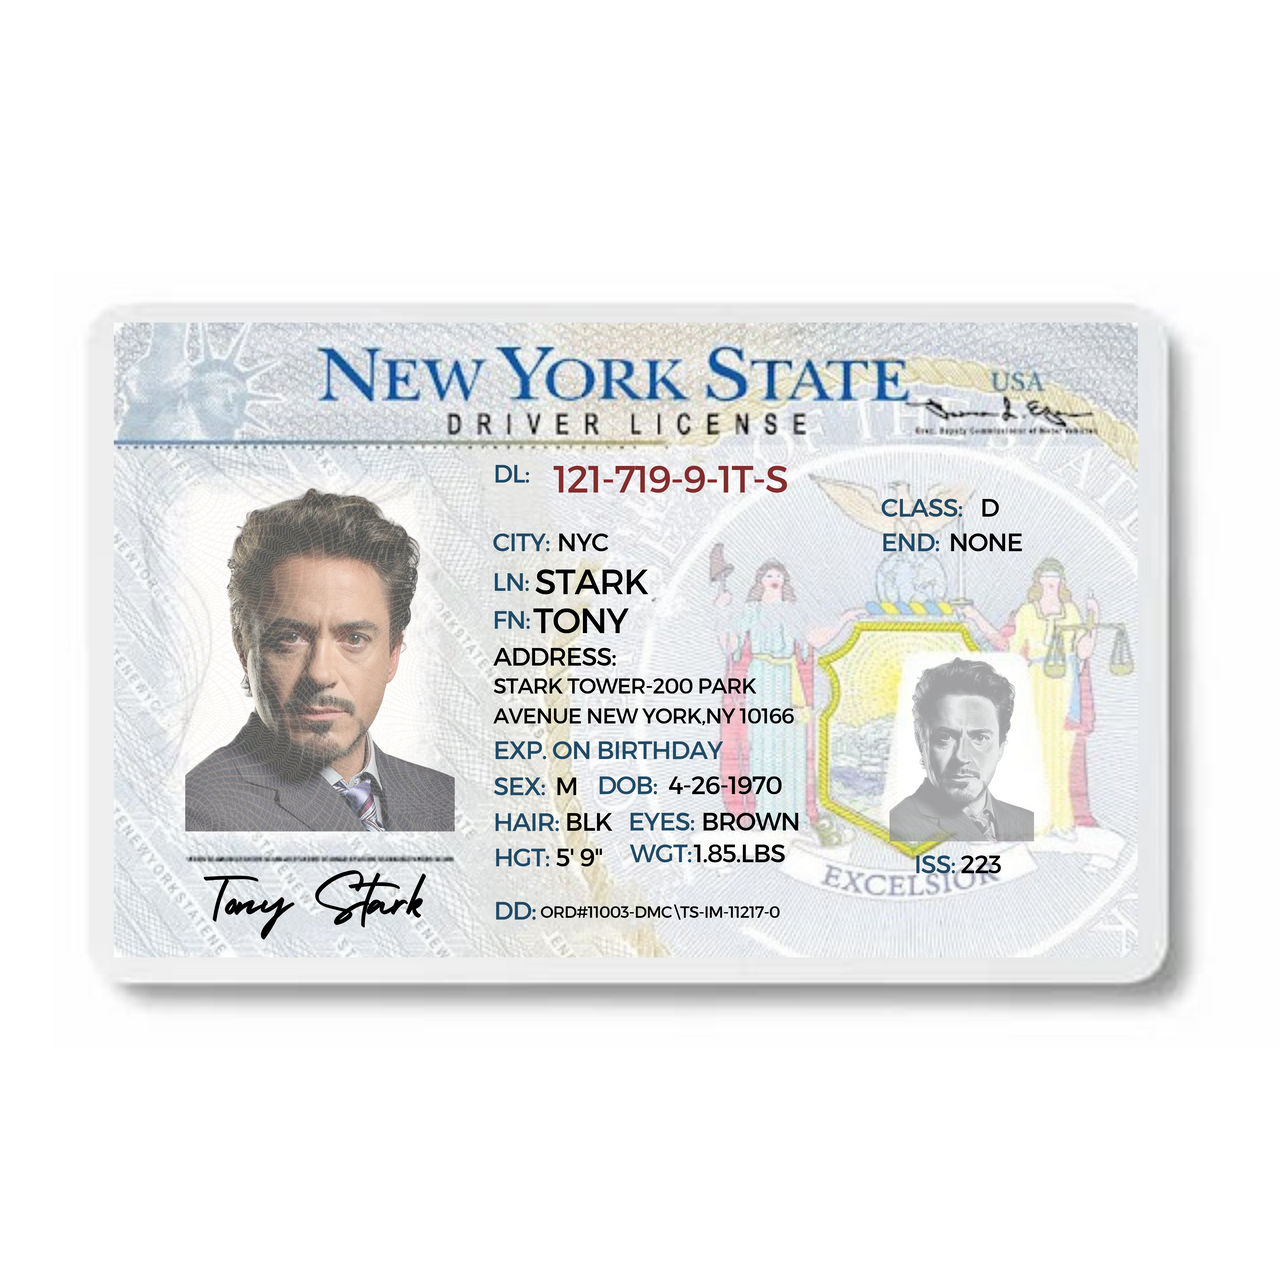 NEW YORK STATE
USA
DRIVER LICENSE
DL: 121-719-9-1T-S
CLASS: D
CITY: NYC
END: NONE
LN: STARK
FN: TONY
ADDRESS:
STARK TOWER-200 PARK
AVENUE NEW YORK,NY 10166
EXP. ON BIRTHDAY
SEX: M DOB: 4-26-1970
HAIR: BLK EYES: BROWN
HGT: 5' 9" WGT:1.85.LBS
ISS: 223
EXCELSIOR
Tony Stark
DD: ORD#11003-DMC\TS-IM-11217-0